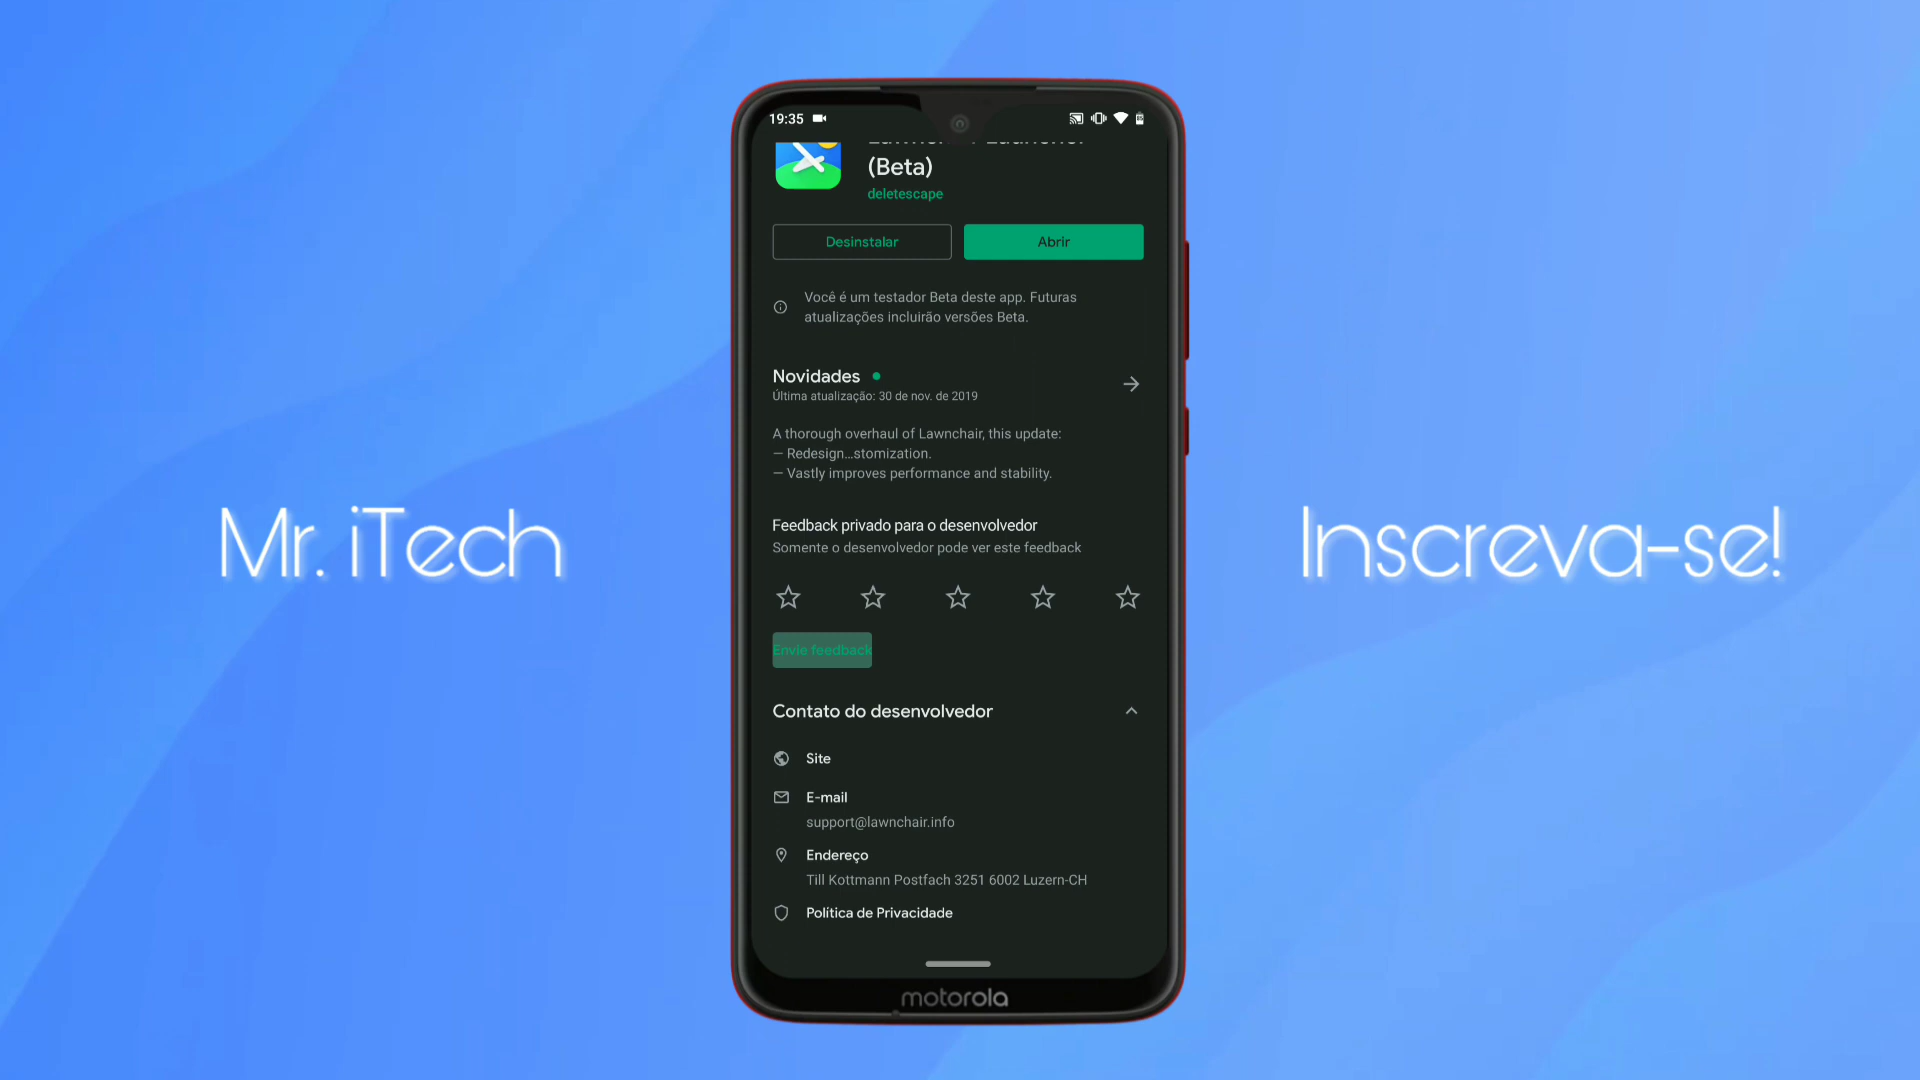 19:35
(Beta)
deletescape
Desinstalar
Abrir
Você é um testador Beta deste app. Futuras
atualizações incluirão versões Beta.
Novidades
Última atualização: 30 de nov. de 2019
A thorough overhaul of Lawnchair, this update:
— Redesign…stomization.
— Vastly improves performance and stability.
Mr. iTech
Inscreva-se!
Feedback privado para o desenvolvedor
Somente o desenvolvedor pode ver este feedback
Envie feedback
Contato do desenvolvedor
Site
E-mail
support@lawnchair.info
Endereço
Till Kottmann Postfach 3251 6002 Luzern-CH
Política de Privacidade
motorola